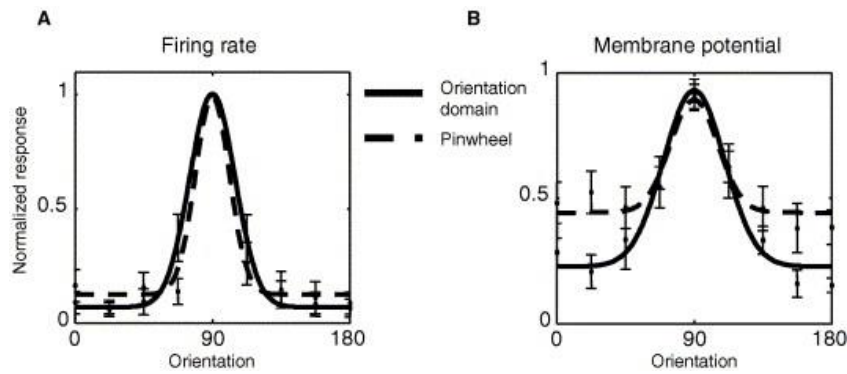 A
Firing rate
1
0.5
0
0
90
180
Orientation
Normalized response
Orientation
domain
Pinwheel
B
Membrane potential
1
0.5
0
0
90
180
Orientation